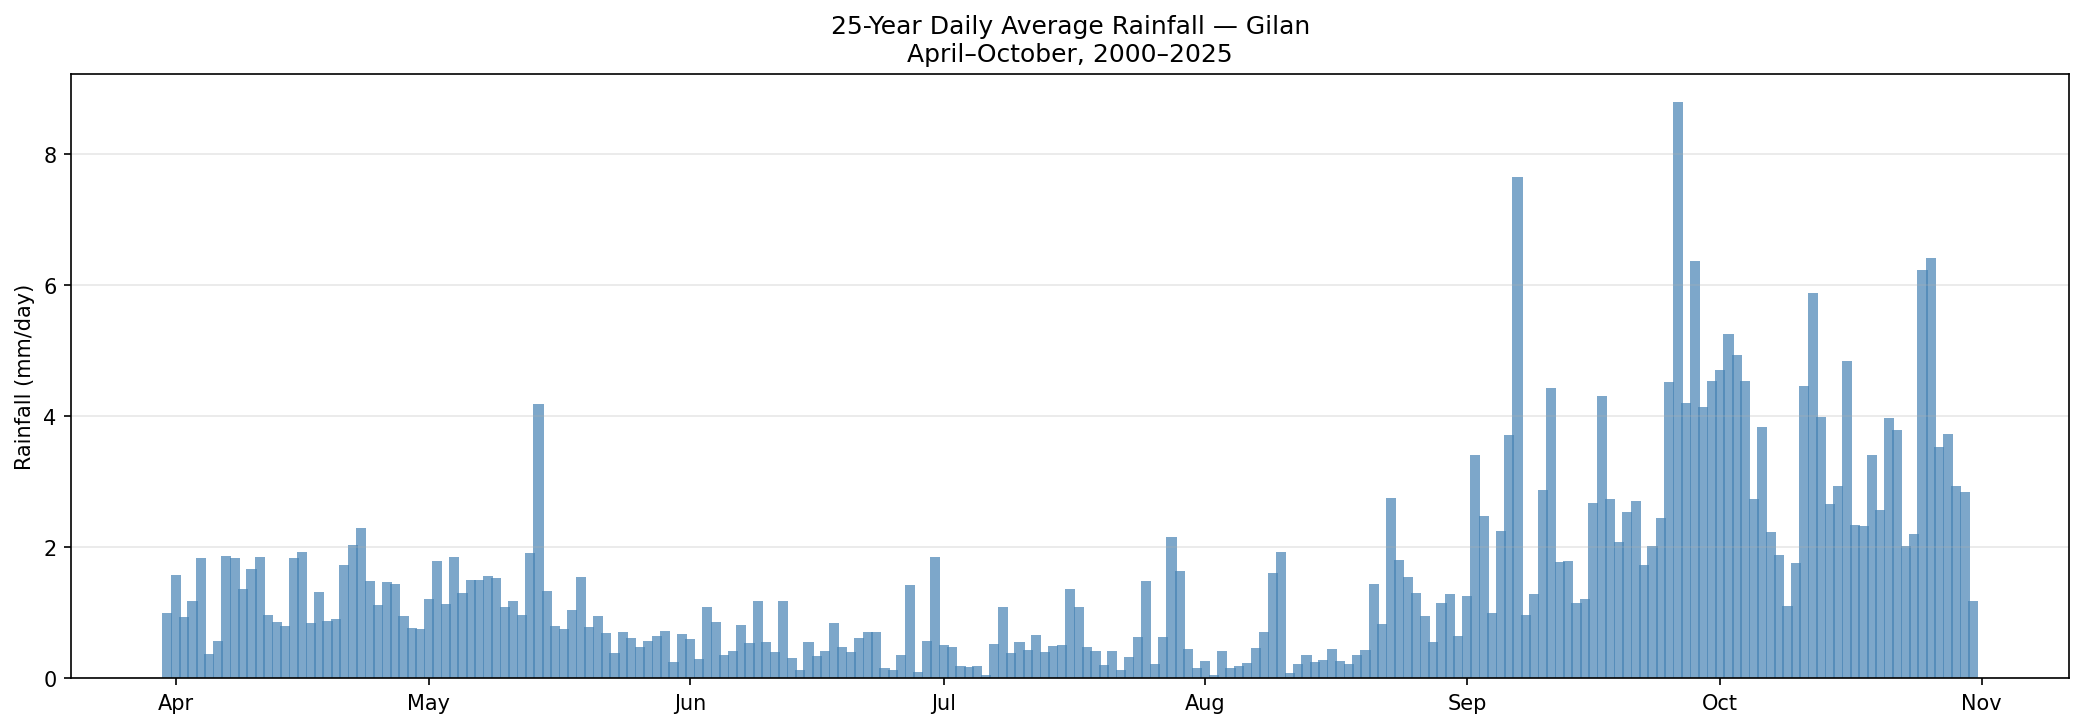 25-Year Daily Average Rainfall — Gilan
April–October, 2000–2025
Rainfall (mm/day)
8
6
4
2
0
Apr May Jun Jul Aug Sep Oct Nov